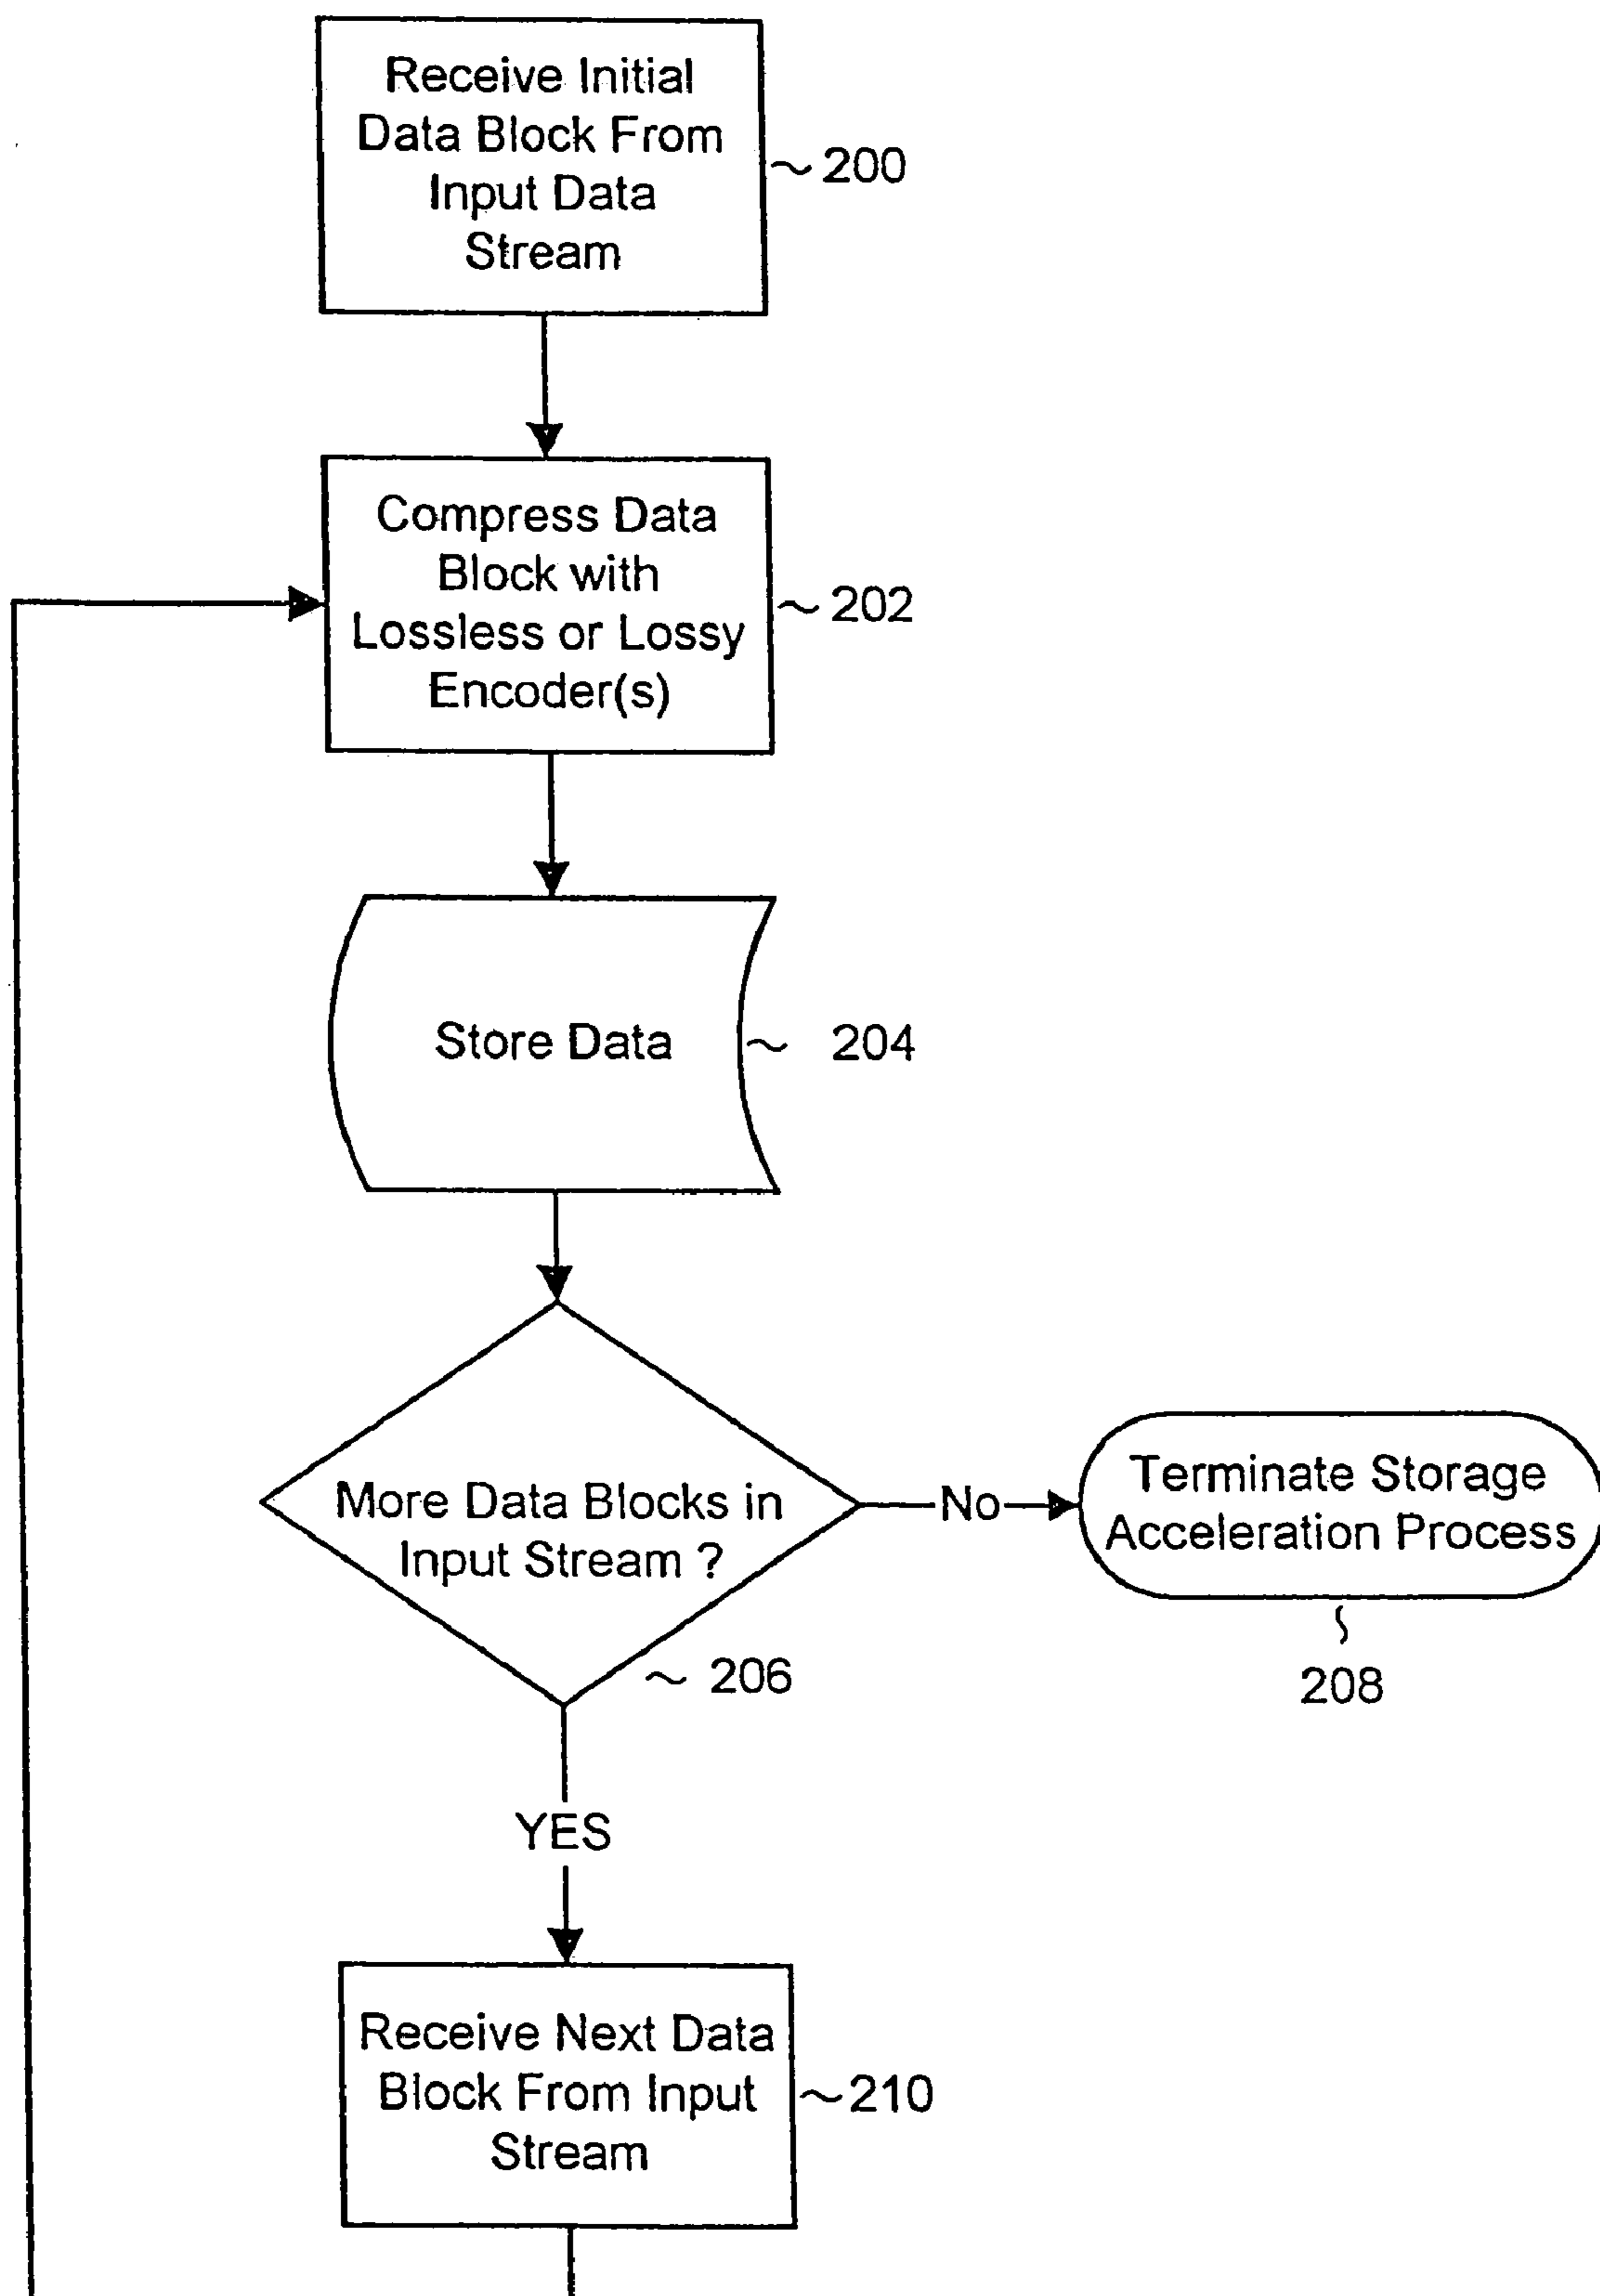 Receive Initial
Data Block From
Input Data
Stream
200
Compress Data
Block with
Lossless or Lossy
Encoder(s)
202
Store Data
204
More Data Blocks in
Input Stream ?
206
No
Terminate Storage
Acceleration Process
208
YES
Receive Next Data
Block From Input
Stream
210